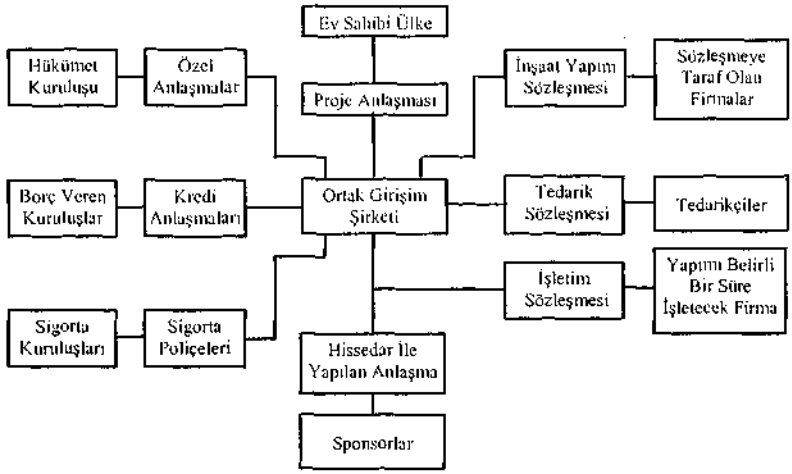 Ev Sahibi Ülke
Hükümet
Kuruluşu
Özel
Anlaşmalar
Proje Anlaşması
İnşaat Yapım
Sözleşmesi
Sözleşmeye
Taraf Olan
Firmalar
Borç Veren
Kuruluşlar
Kredi
Anlaşmaları
Ortak Girişim
Şirketi
Tedarik
Sözleşmesi
Tedarikçiler
Sigorta
Kuruluşları
Sigorta
Poliçeleri
İşletim
Sözleşmesi
Yapımı Belirli
Bir Süre
İşletecek Firma
Hissedar İle
Yapılan Anlaşma
Sponsorlar